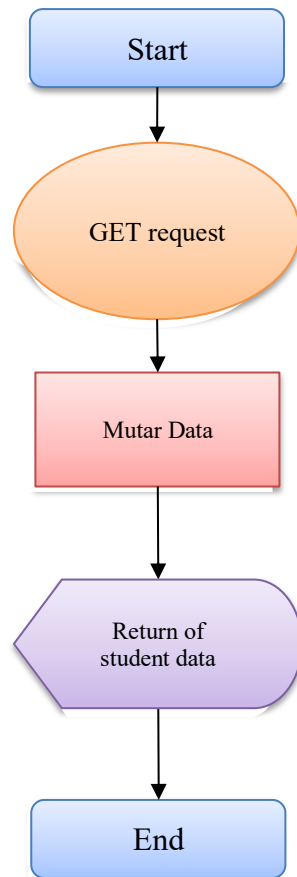 Start
GET request
Mutar Data
Return of
student data
End